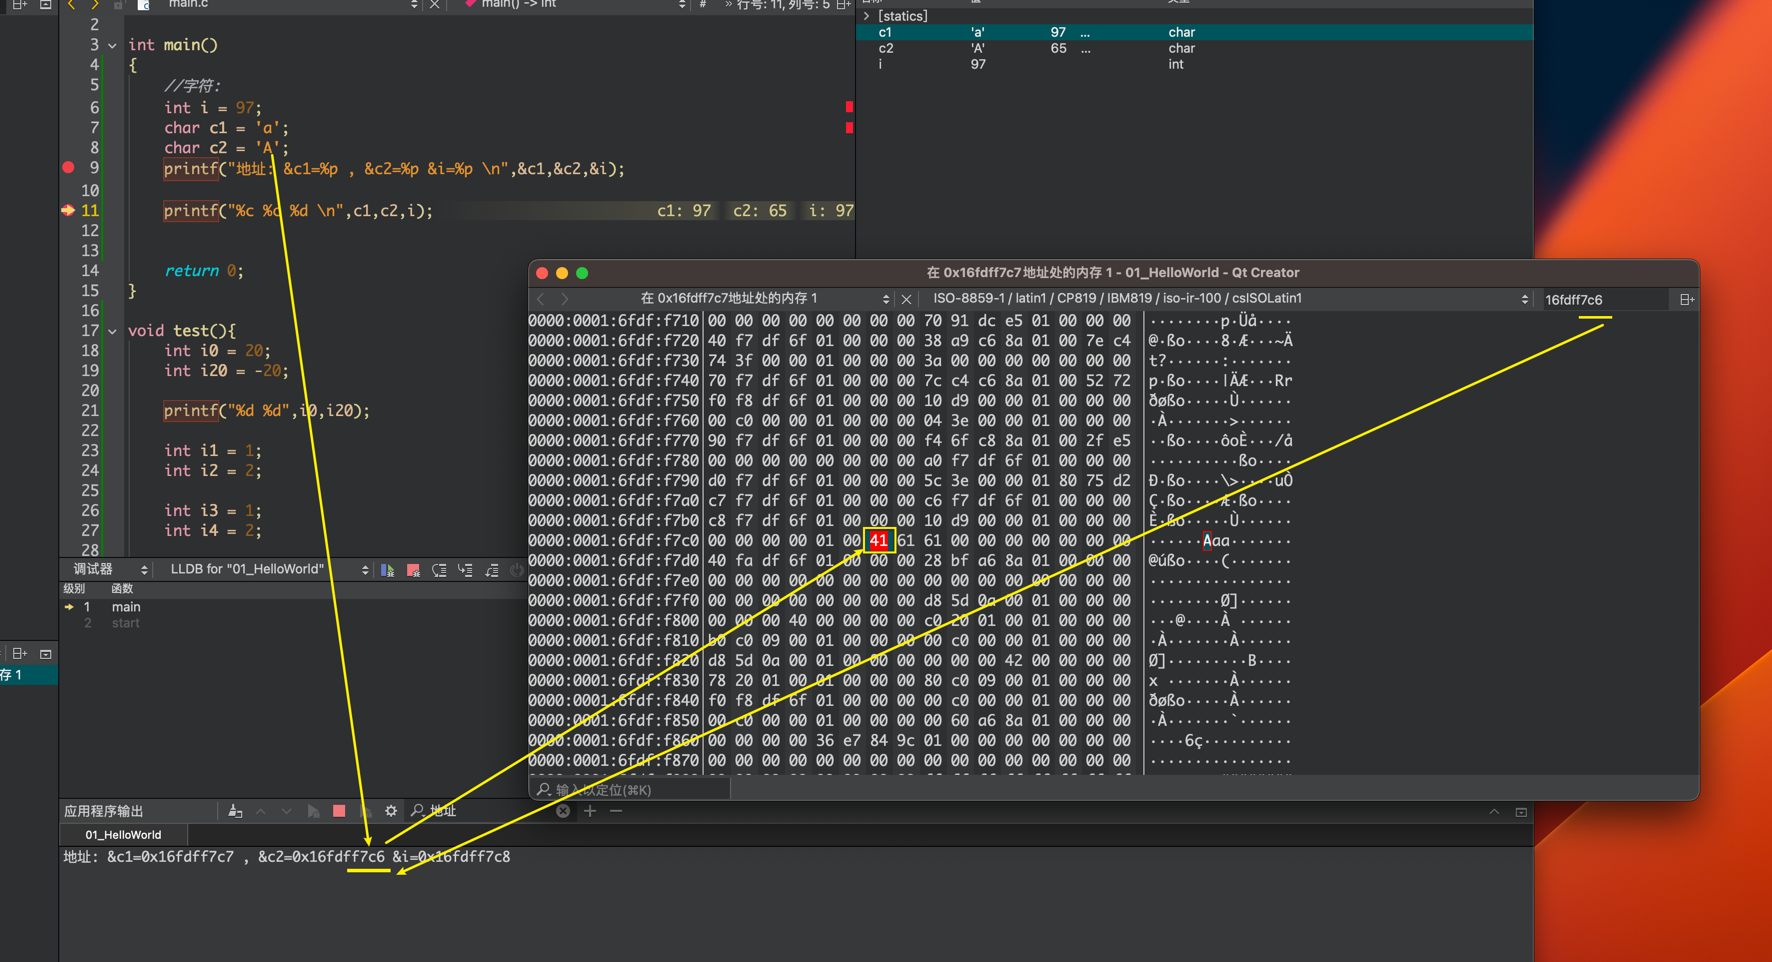 main.c
main() -> int
#
» 行号: 11, 列号: 5
2
3 int main()
4 {
5 //字符:
6 int i = 97;
7 char c1 = 'a';
8 char c2 = 'A';
9 printf("地址: &c1=%p , &c2=%p &i=%p \n",&c1,&c2,&i);
10
11 printf("%c %c %d \n",c1,c2,i); c1: 97 c2: 65 i: 97
12
13
14 return 0;
15 }
16
17 void test(){
18 int i0 = 20;
19 int i20 = -20;
20
21 printf("%d %d",i0,i20);
22
23 int i1 = 1;
24 int i2 = 2;
25
26 int i3 = 1;
27 int i4 = 2;
28
[statics]
c1 'a' 97 ... char
c2 'A' 65 ... char
i 97 int
在 0x16fdff7c7地址处的内存 1 - 01_HelloWorld - Qt Creator
在 0x16fdff7c7地址处的内存 1
ISO-8859-1 / latin1 / CP819 / IBM819 / iso-ir-100 / csISOLatin1
16fdff7c6
0000:0001:6fdf:f710 00 00 00 00 00 00 00 00 70 91 dc e5 01 00 00 00 ········p·Üå····
0000:0001:6fdf:f720 40 f7 df 6f 01 00 00 00 38 a9 c6 8a 01 00 7e c4 @·ßo····8·Æ···~Ä
0000:0001:6fdf:f730 74 3f 00 00 01 00 00 00 3a 00 00 00 00 00 00 00 t?······:·······
0000:0001:6fdf:f740 70 f7 df 6f 01 00 00 00 7c c4 c6 8a 01 00 52 72 p·ßo····|ÄÆ···Rr
0000:0001:6fdf:f750 f0 f8 df 6f 01 00 00 00 10 d9 00 00 01 00 00 00 ðøßo·····Ù······
0000:0001:6fdf:f760 00 c0 00 00 01 00 00 00 04 3e 00 00 01 00 00 00 ·À·······>······
0000:0001:6fdf:f770 90 f7 df 6f 01 00 00 00 f4 6f c8 8a 01 00 2f e5 ··ßo····ôoÈ···/å
0000:0001:6fdf:f780 00 00 00 00 00 00 00 00 a0 f7 df 6f 01 00 00 00 ··········ßo····
0000:0001:6fdf:f790 d0 f7 df 6f 01 00 00 00 5c 3e 00 00 01 80 75 d2 Ð·ßo····\>····uÒ
0000:0001:6fdf:f7a0 c7 f7 df 6f 01 00 00 00 c6 f7 df 6f 01 00 00 00 Ç·ßo····Æ·ßo····
0000:0001:6fdf:f7b0 c8 f7 df 6f 01 00 00 00 10 d9 00 00 01 00 00 00 È·ßo·····Ù······
0000:0001:6fdf:f7c0 00 00 00 00 01 00 41 61 61 00 00 00 00 00 00 00 ······Aaa·······
0000:0001:6fdf:f7d0 40 fa df 6f 01 00 00 00 28 bf a6 8a 01 00 00 00 @úßo····(·······
0000:0001:6fdf:f7e0 00 00 00 00 00 00 00 00 00 00 00 00 00 00 00 00 ················
0000:0001:6fdf:f7f0 00 00 00 00 00 00 00 00 d8 5d 0a 00 01 00 00 00 ········Ø]······
0000:0001:6fdf:f800 00 00 00 40 00 00 00 00 c0 20 01 00 01 00 00 00 ···@····À ······
0000:0001:6fdf:f810 b0 c0 09 00 01 00 00 00 00 c0 00 00 01 00 00 00 ·À·······À······
0000:0001:6fdf:f820 d8 5d 0a 00 01 00 00 00 00 00 00 42 00 00 00 00 Ø]·········B····
0000:0001:6fdf:f830 78 20 01 00 01 00 00 00 80 c0 09 00 01 00 00 00 x ·······À······
0000:0001:6fdf:f840 f0 f8 df 6f 01 00 00 00 00 c0 00 00 01 00 00 00 ðøßo·····À······
0000:0001:6fdf:f850 00 c0 00 00 01 00 00 00 00 60 a6 8a 01 00 00 00 ·À·······`······
0000:0001:6fdf:f860 00 00 00 00 36 e7 84 9c 01 00 00 00 00 00 00 00 ····6ç··········
0000:0001:6fdf:f870 00 00 00 00 00 00 00 00 00 00 00 00 00 00 00 00 ················
输入以定位(⌘K)
调试器 LLDB for "01_HelloWorld"
级别 函数
1 main
2 start
存 1
应用程序输出 地址
01_HelloWorld
地址: &c1=0x16fdff7c7 , &c2=0x16fdff7c6 &i=0x16fdff7c8